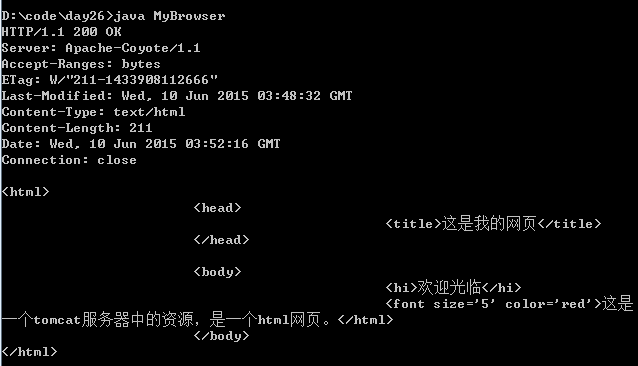 D:\code\day26>java MyBrowser
HTTP/1.1 200 OK
Server: Apache-Coyote/1.1
Accept-Ranges: bytes
ETag: W/"211-1433908112666"
Last-Modified: Wed, 10 Jun 2015 03:48:32 GMT
Content-Type: text/html
Content-Length: 211
Date: Wed, 10 Jun 2015 03:52:16 GMT
Connection: close
<html>
<head>
<title>这是我的网页</title>
</head>
<body>
<hi>欢迎光临</hi>
<font size='5' color='red'>这是
一个tomcat服务器中的资源，是一个html网页。</html>
</body>
</html>